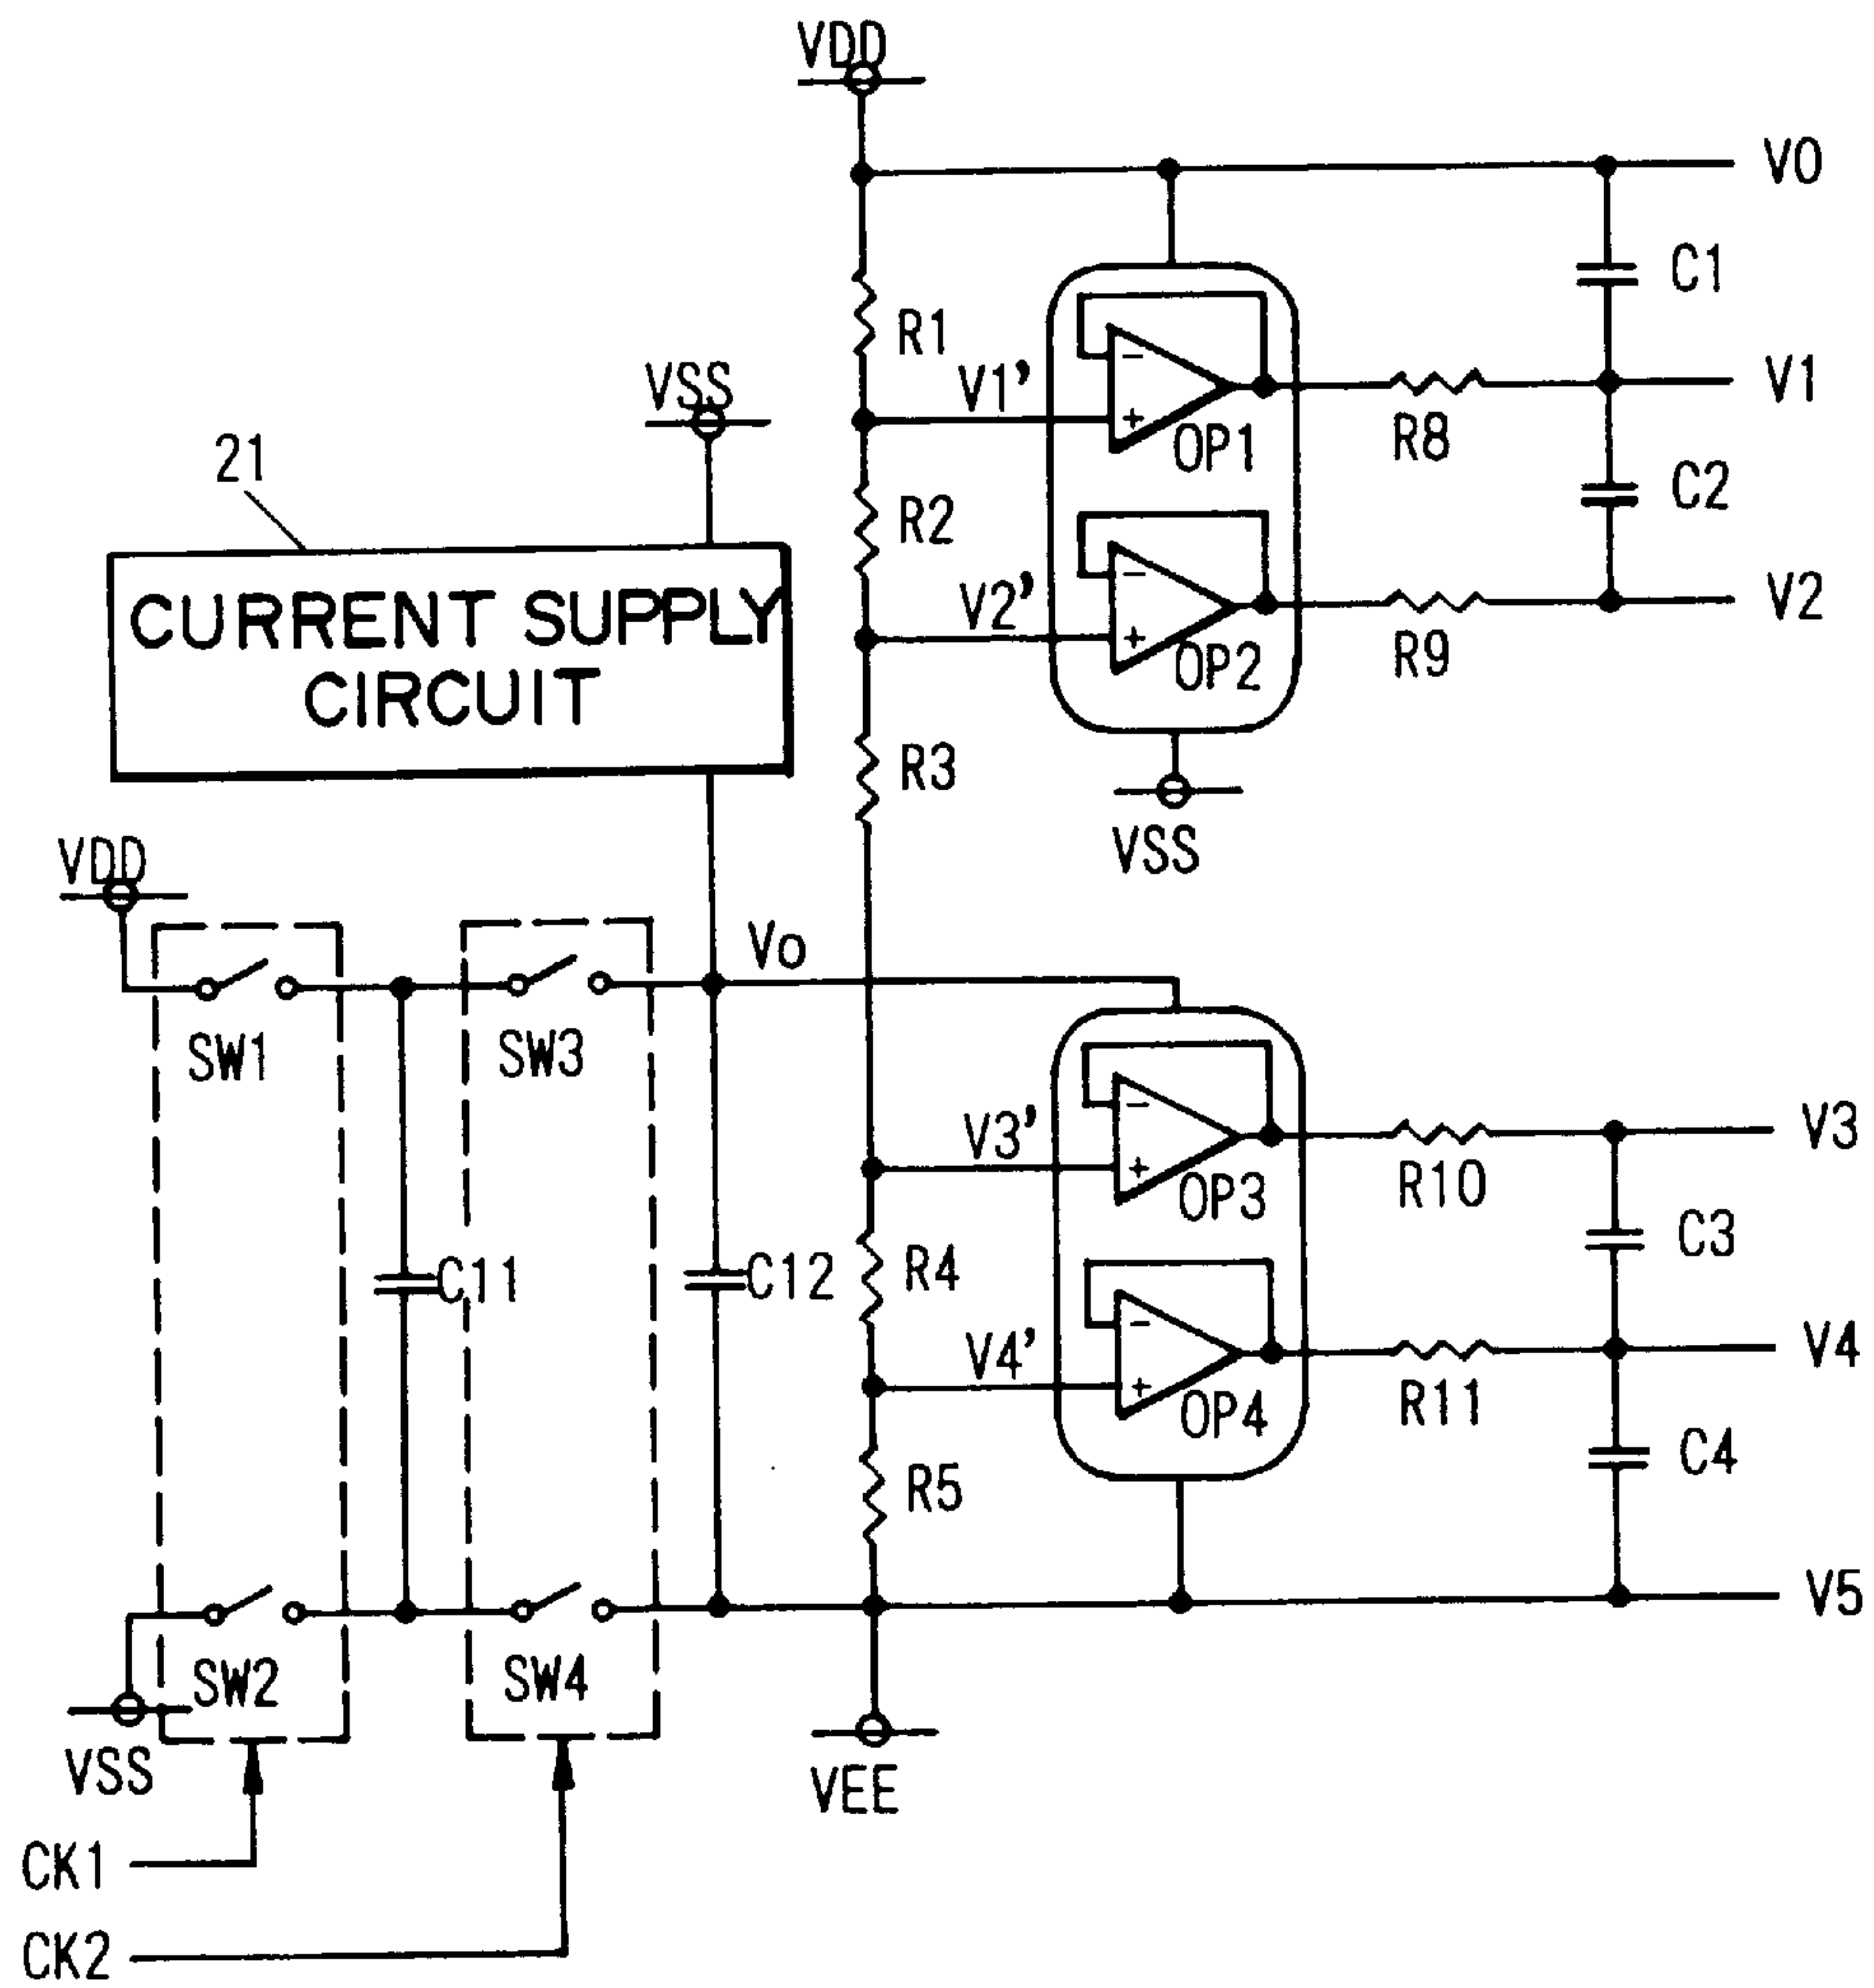 VDD
V0
C1
R1
V1'
V1
VSS
OP1
R8
21
C2
R2
V2'
V2
CURRENT SUPPLY
CIRCUIT
OP2
R9
R3
VSS
VDD
Vo
SW1
SW3
V3'
V3
OP3
R10
C3
C11
C12
R4
V4'
V4
OP4
R11
C4
R5
V5
SW2
SW4
VSS
VEE
CK1
CK2